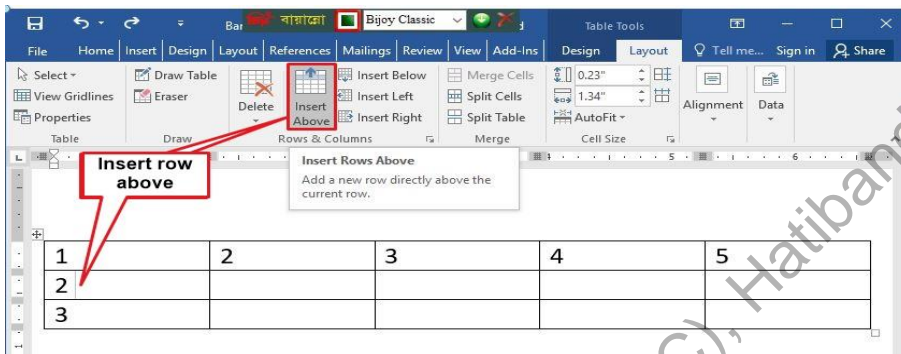 Ba বায়ান্নো Bijoy Classic d Table Tools
File Home Insert Design Layout References Mailings Review View Add-Ins Design Layout Tell me... Sign in Share
Select Draw Table Insert Below Merge Cells 0.23"
View Gridlines Eraser Delete Insert Above Insert Left Split Cells 1.34" Alignment Data
Properties Insert Right Split Table AutoFit
Table Draw Rows & Columns Merge Cell Size
5 6
Insert row
above
Insert Rows Above
Add a new row directly above the
current row.
1 2 3 4 5
2
3
), Hatiban